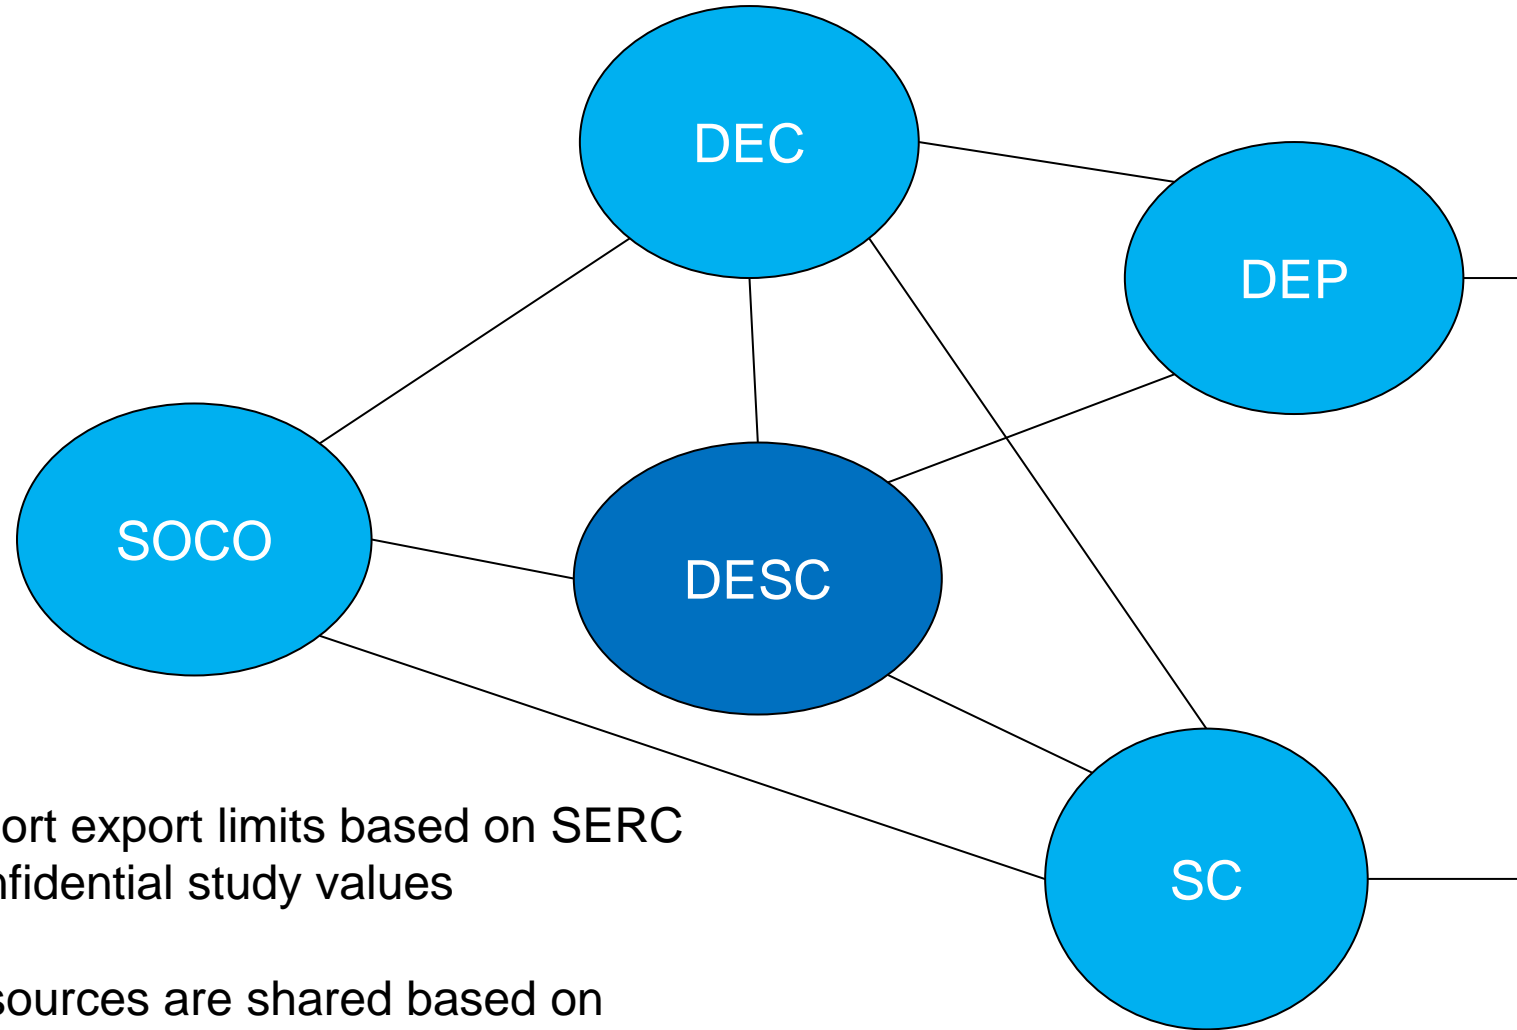 DEC
DEP
SOCO
DESC
ort export limits based on SERC
nfidential study values
SC
sources are shared based on